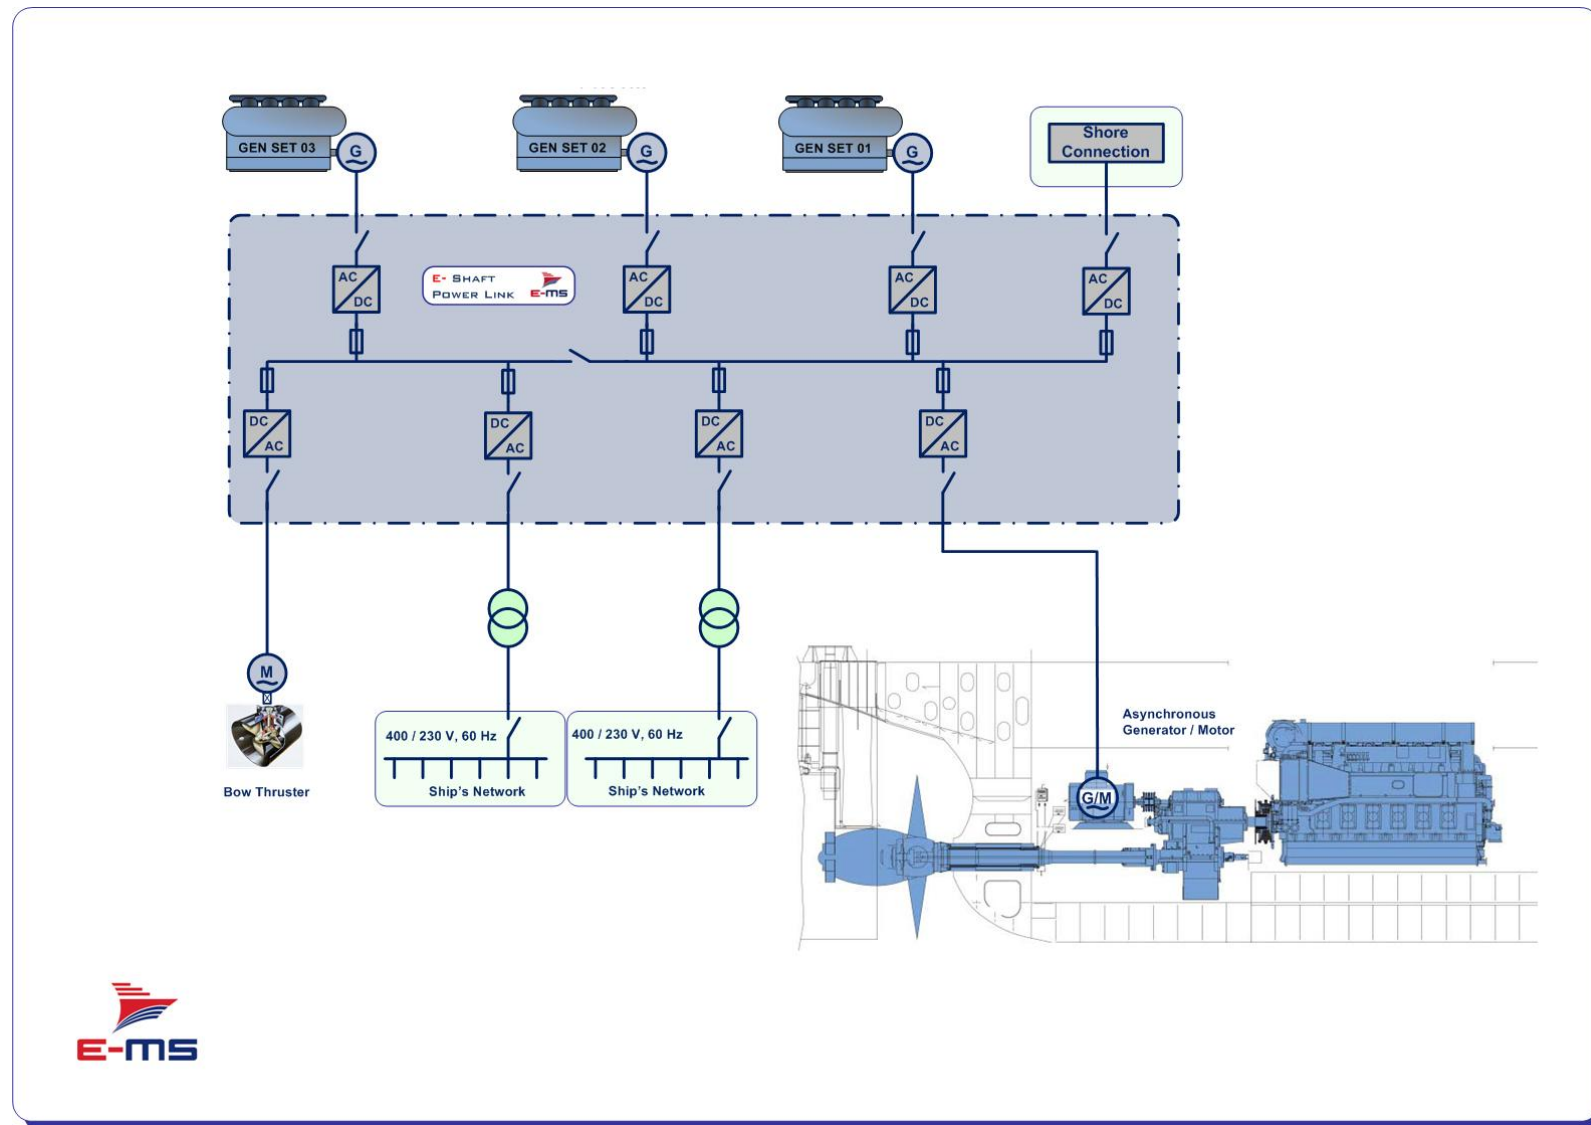 GEN SET 03
G
GEN SET 02
G
GEN SET 01
G
Shore
Connection
AC
DC
E- SHAFT
POWER LINK
E-MS
AC
DC
AC
DC
AC
DC
DC
AC
DC
AC
DC
AC
DC
AC
M
Bow Thruster
400 / 230 V, 60 Hz
Ship's Network
400 / 230 V, 60 Hz
Ship's Network
Asynchronous
Generator / Motor
G/M
E-MS